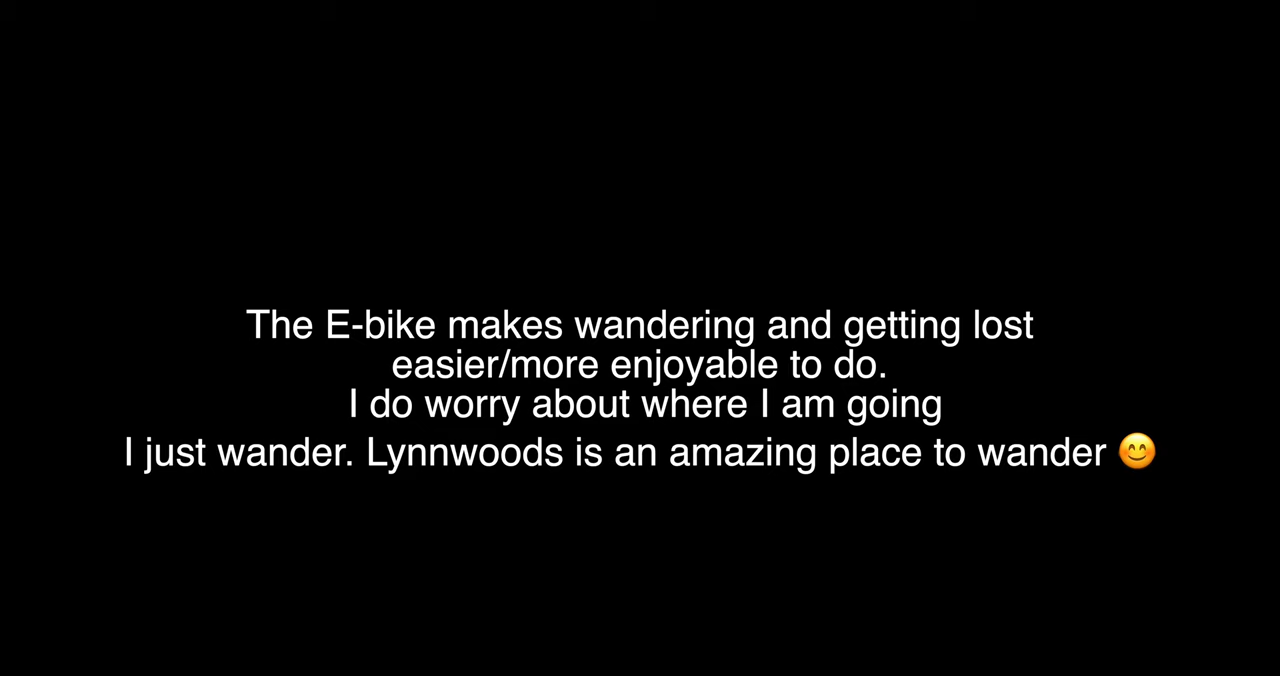 The E-bike makes wandering and getting lost
easier/more enjoyable to do.
I do worry about where I am going
I just wander. Lynnwoods is an amazing place to wander 😊